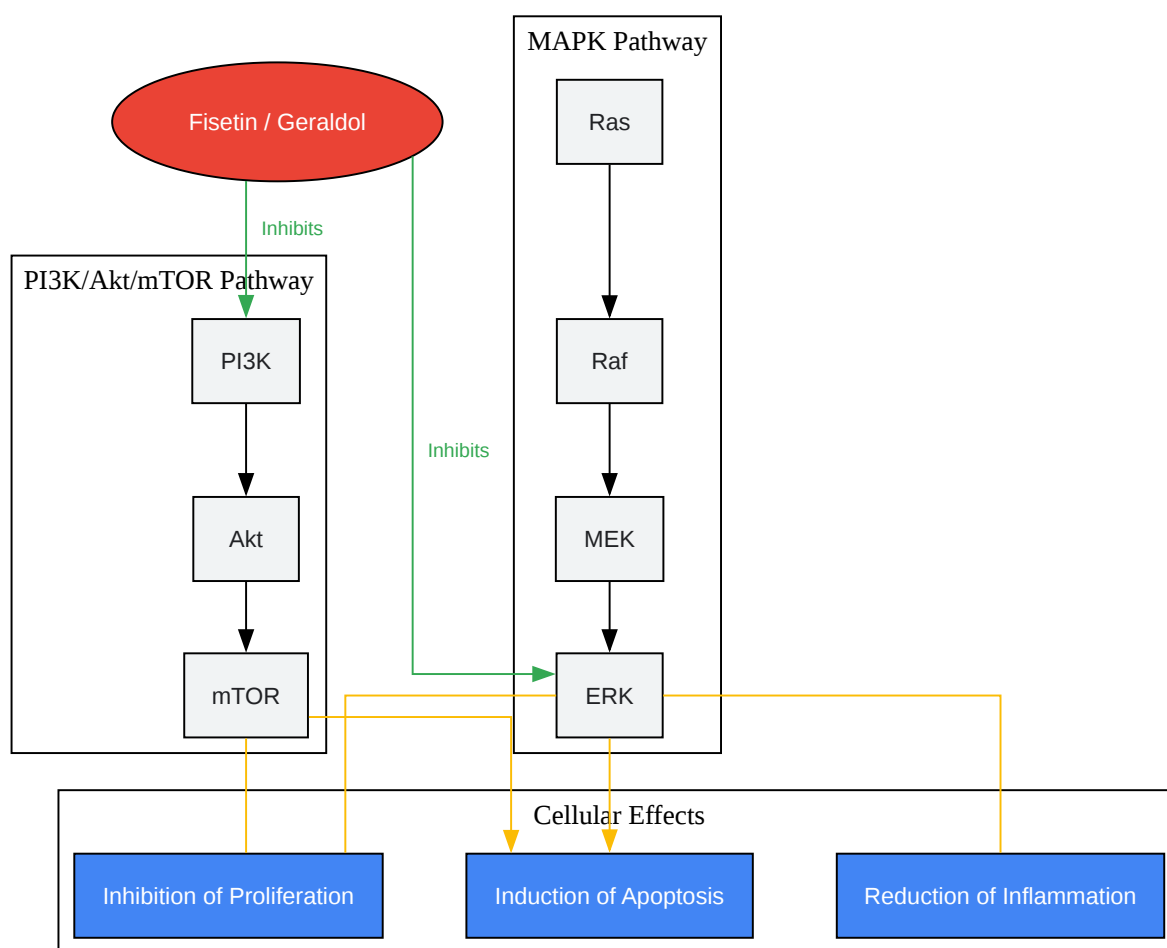 MAPK Pathway
Fisetin / Geraldol
Ras
Inhibits
PI3K/Akt/mTOR Pathway
PI3K
Raf
Inhibits
Akt
MEK
mTOR
ERK
Cellular Effects
Inhibition of Proliferation
Induction of Apoptosis
Reduction of Inflammation